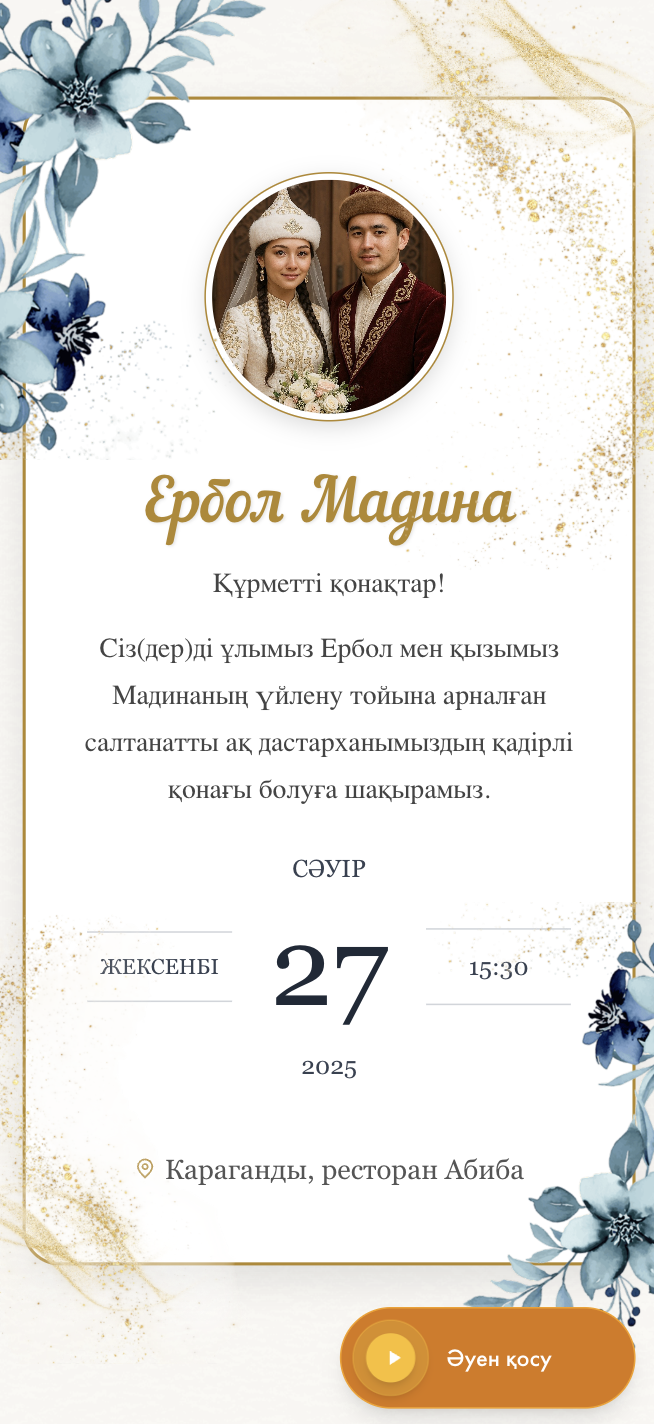 Ербол Мадина
Құрметті қонақтар!
Сіз(дер)ді ұлымыз Ербол мен қызымыз
Мадинаның үйлену тойына арналған
салтанатты ақ дастарханымыздың қадірлі
қонағы болуға шақырамыз.
СӘУІР
ЖЕКСЕНБІ
27
15:30
2025
Караганды, ресторан Абиба
Әуен қосу